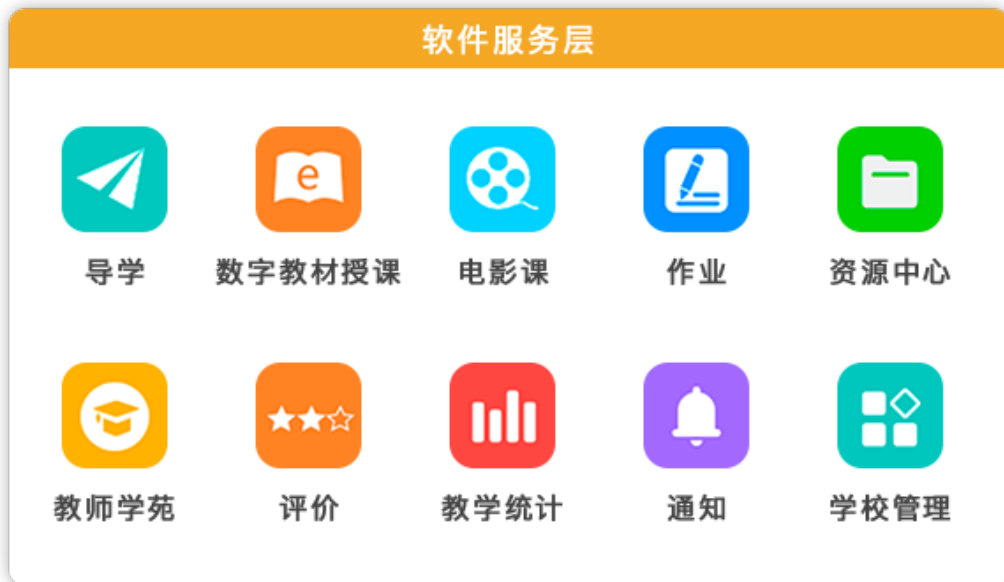 软件服务层
e
导学 数字教材授课 电影课 作业 资源中心
教师学苑 评价 教学统计 通知 学校管理